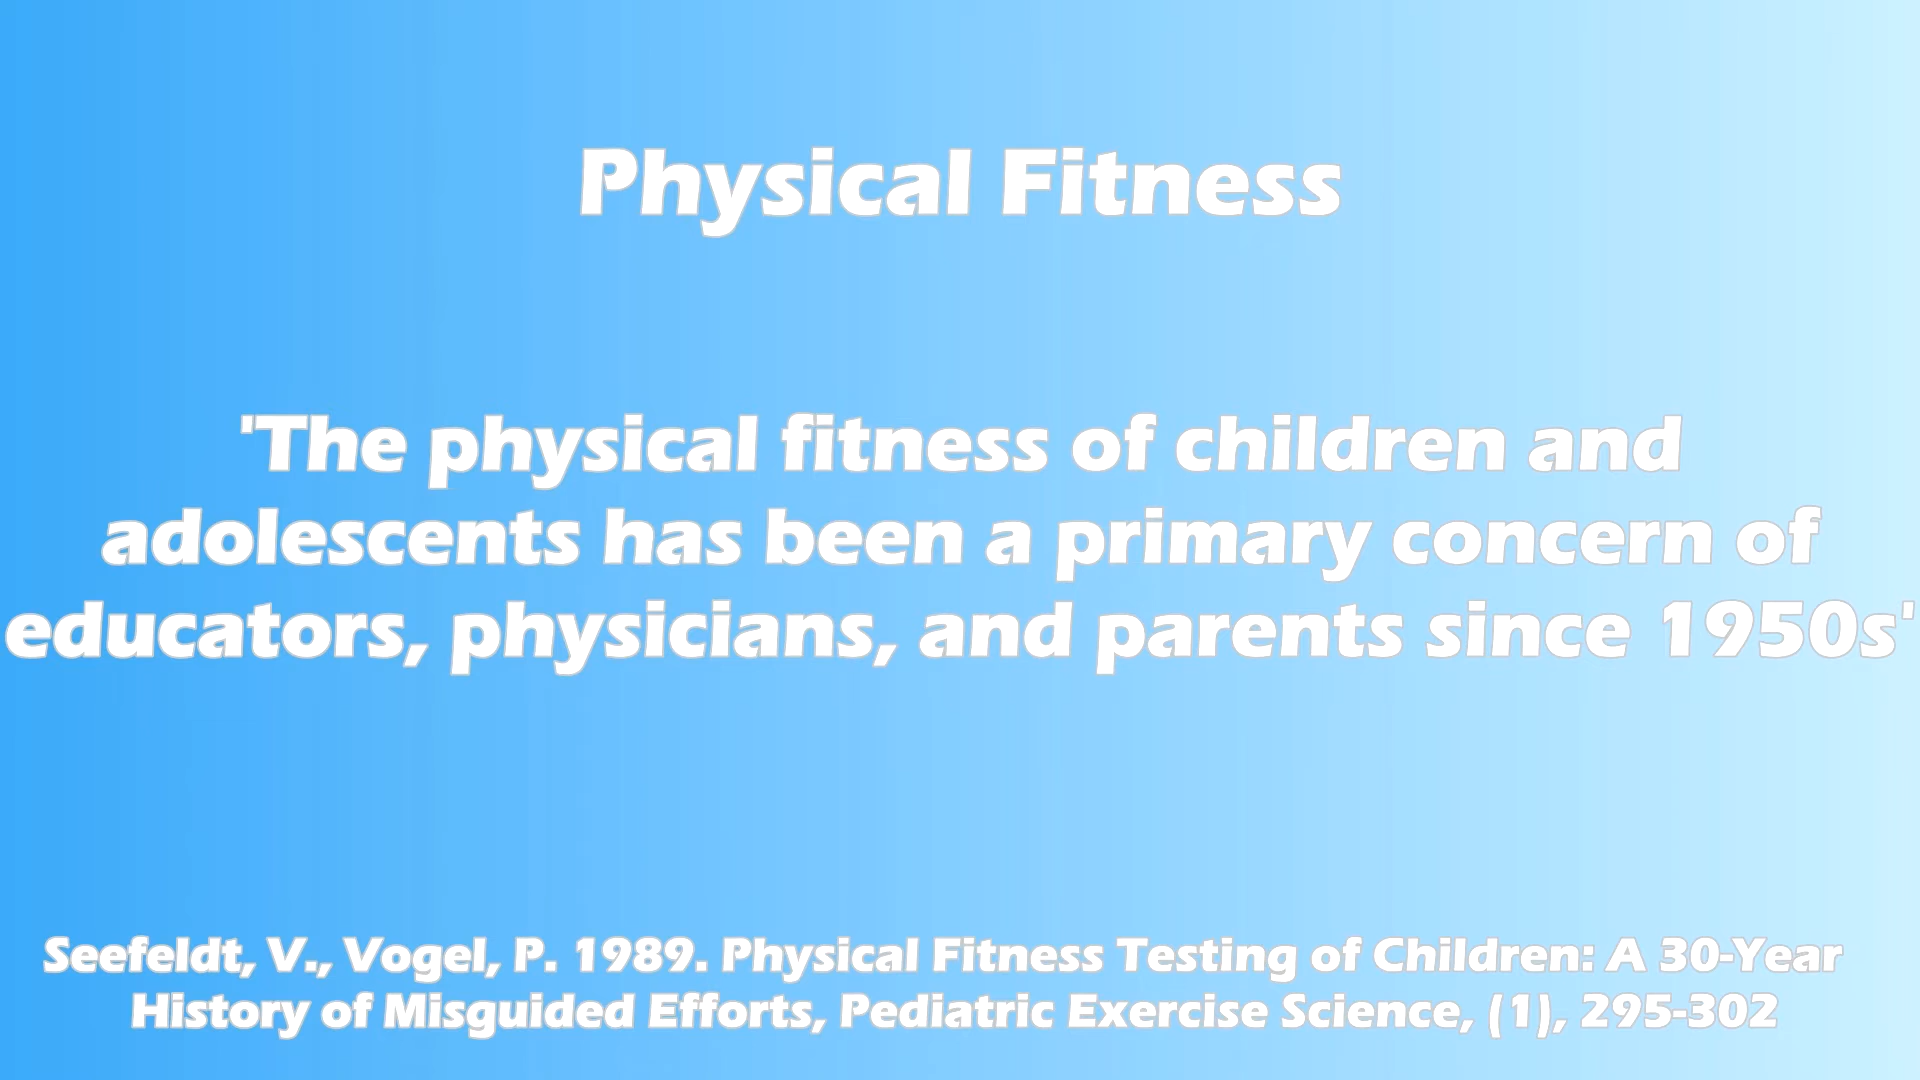 Physical Fitness
'The physical fitness of children and
adolescents has been a primary concern of
educators, physicians, and parents since 1950s'
Seefeldt, V., Vogel, P. 1989. Physical Fitness Testing of Children: A 30-Year
History of Misguided Efforts, Pediatric Exercise Science, (1), 295-302